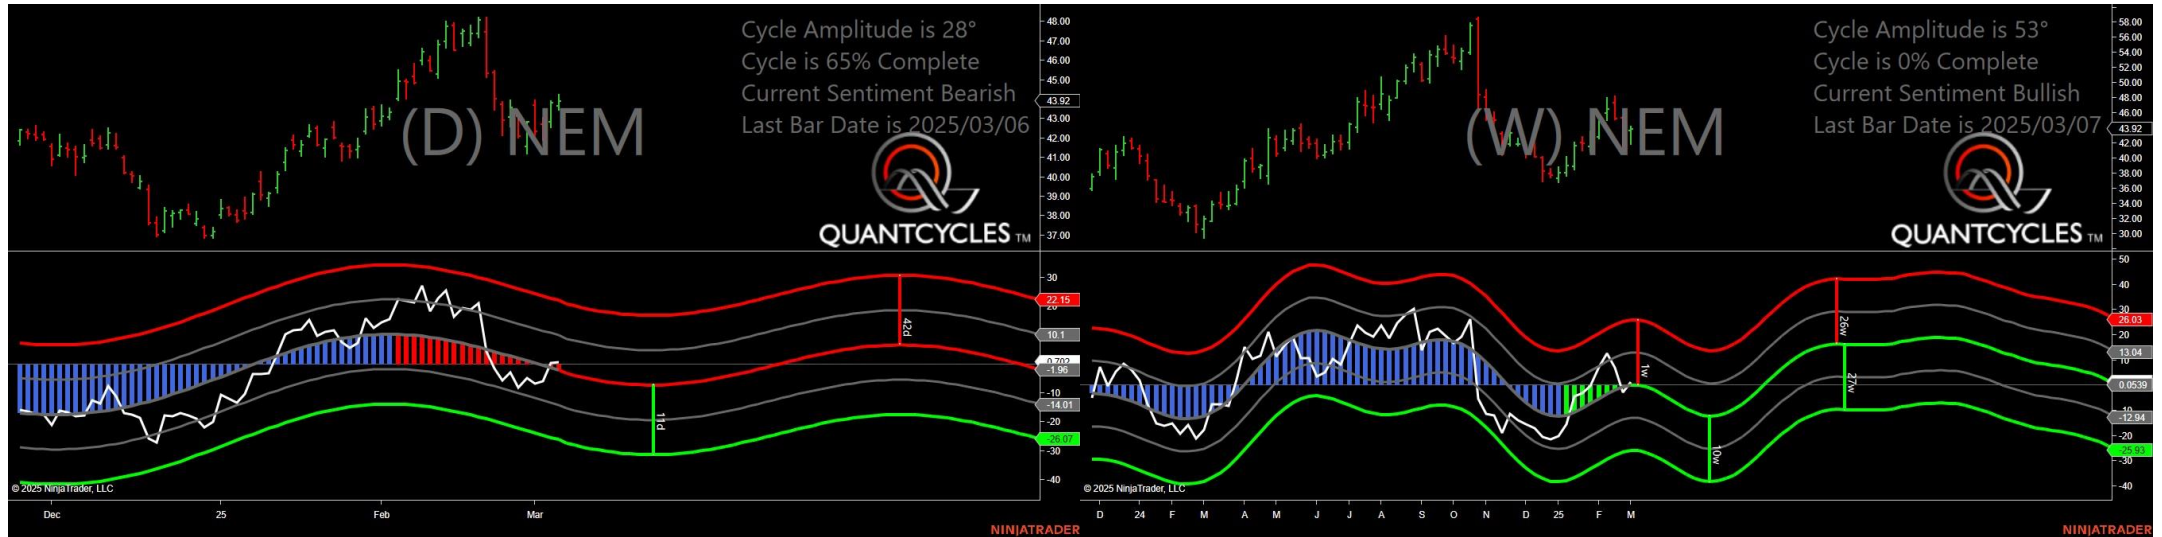 Cycle Amplitude is 28°
Cycle is 65% Complete
Current Sentiment Bearish
Last Bar Date is 2025/03/06
(D) NEM
QUANTCYCLES TM
48.00
47.00
46.00
45.00
43.92
43.00
42.00
41.00
40.00
39.00
38.00
37.00
30
22.15
20
10.1
0.702
-1.96
-10
-14.01
-20
-26.07
-30
-40
42d
11d
© 2025 NinjaTrader, LLC
Dec
25
Feb
Mar
NINJATRADER
Cycle Amplitude is 53°
Cycle is 0% Complete
Current Sentiment Bullish
Last Bar Date is 2025/03/07
(W) NEM
QUANTCYCLES TM
58.00
56.00
54.00
52.00
50.00
48.00
46.00
43.92
42.00
40.00
38.00
36.00
34.00
32.00
30.00
50
40
30
26.03
20
13.04
10
0.0539
-12.94
-20
-25.93
-30
-40
1w
10w
26w
27w
© 2025 NinjaTrader, LLC
D
24
F
M
A
M
J
J
A
S
O
N
D
25
F
M
NINJATRADER